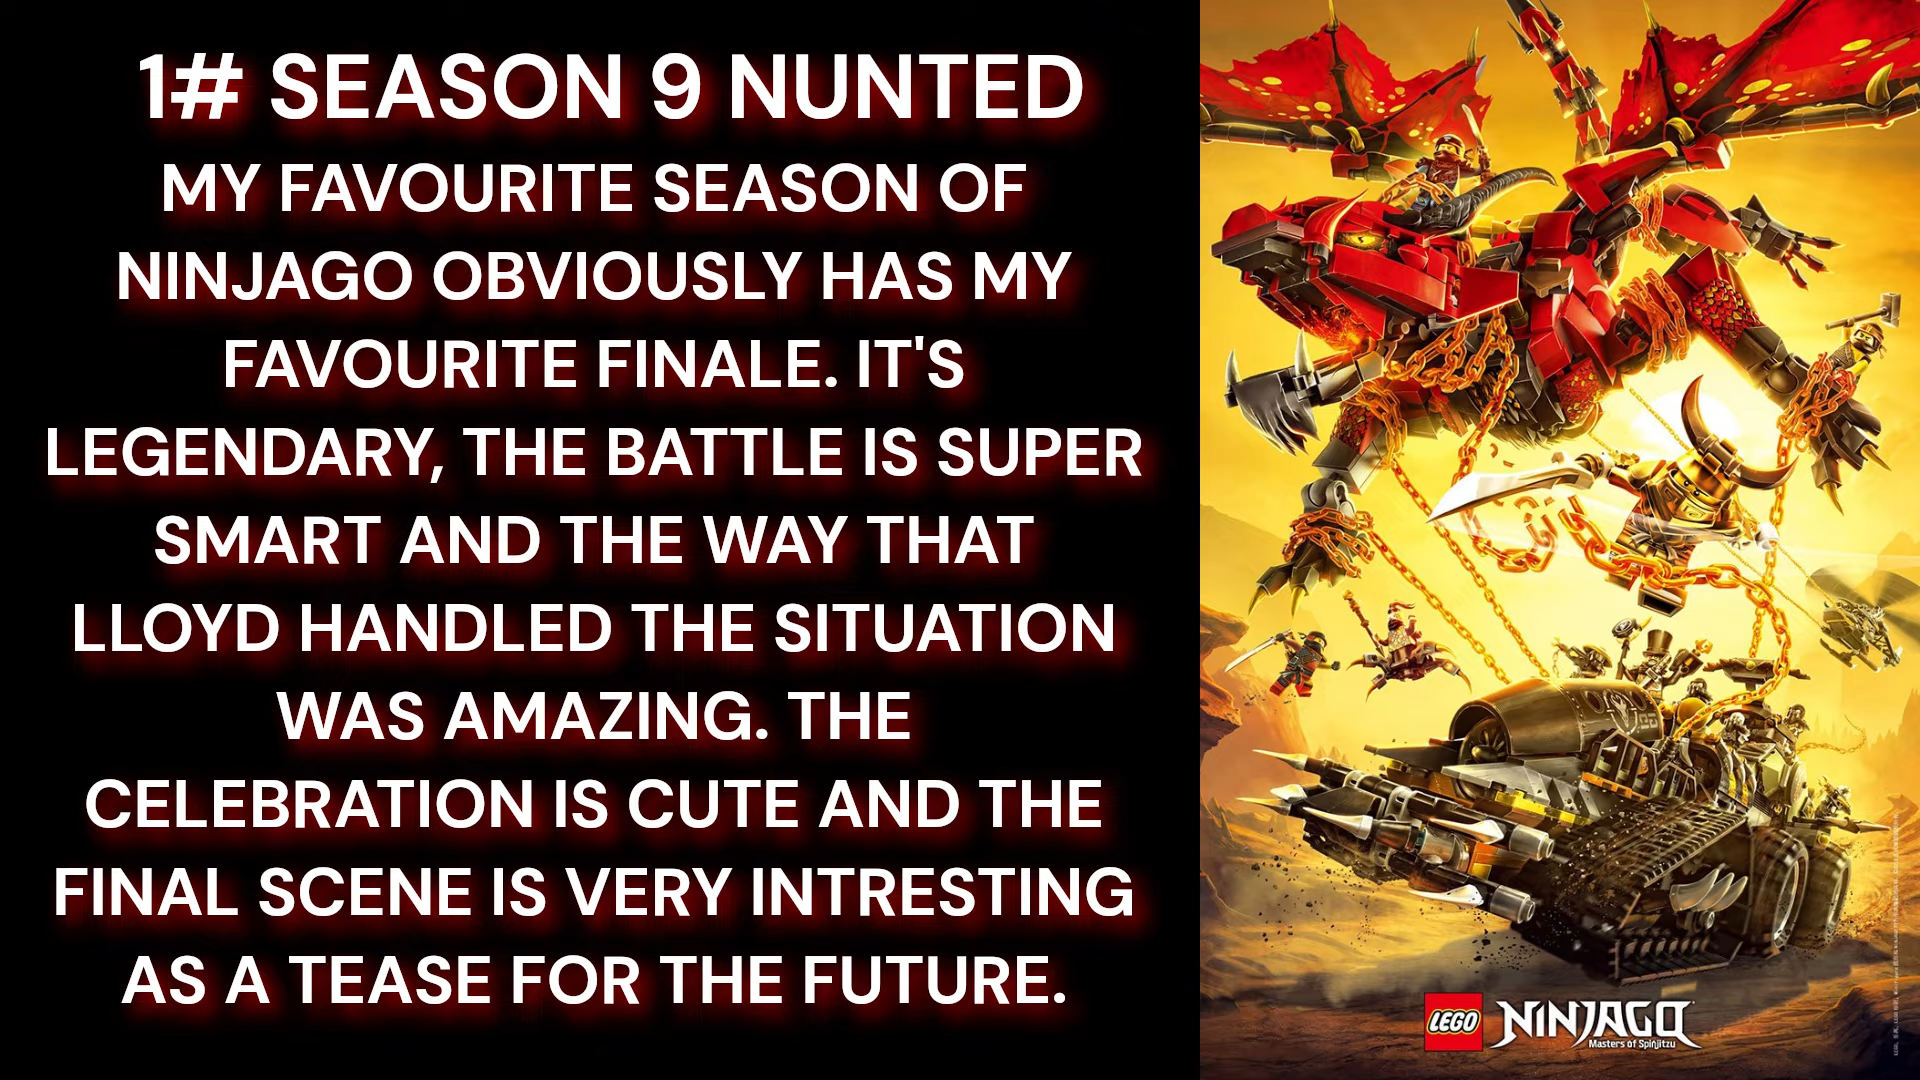 1# SEASON 9 NUNTED
MY FAVOURITE SEASON OF
NINJAGO OBVIOUSLY HAS MY
FAVOURITE FINALE. IT'S
LEGENDARY, THE BATTLE IS SUPER
SMART AND THE WAY THAT
LLOYD HANDLED THE SITUATION
WAS AMAZING. THE
CELEBRATION IS CUTE AND THE
FINAL SCENE IS VERY INTRESTING
AS A TEASE FOR THE FUTURE.
LEGO NINJAGO
Masters of Spinjitzu